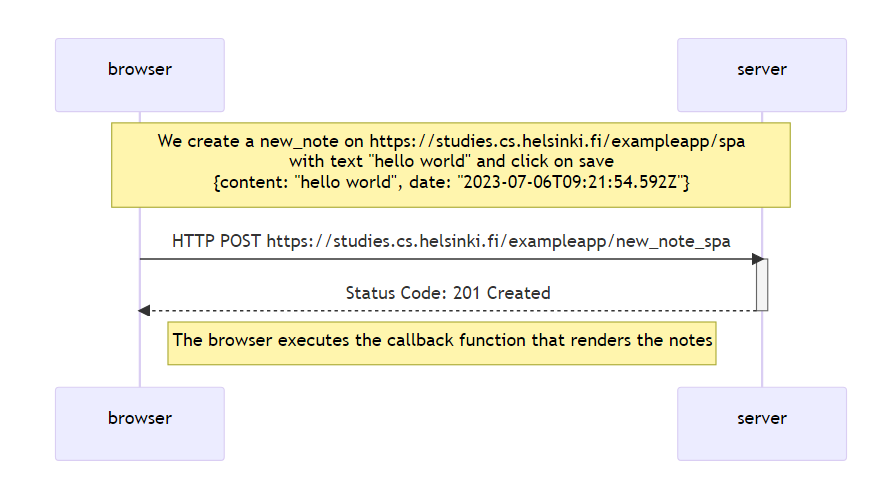 browser
server
We create a new_note on https://studies.cs.helsinki.fi/exampleapp/spa
with text "hello world" and click on save
{content: "hello world", date: "2023-07-06T09:21:54.592Z"}
HTTP POST https://studies.cs.helsinki.fi/exampleapp/new_note_spa
Status Code: 201 Created
The browser executes the callback function that renders the notes
browser
server